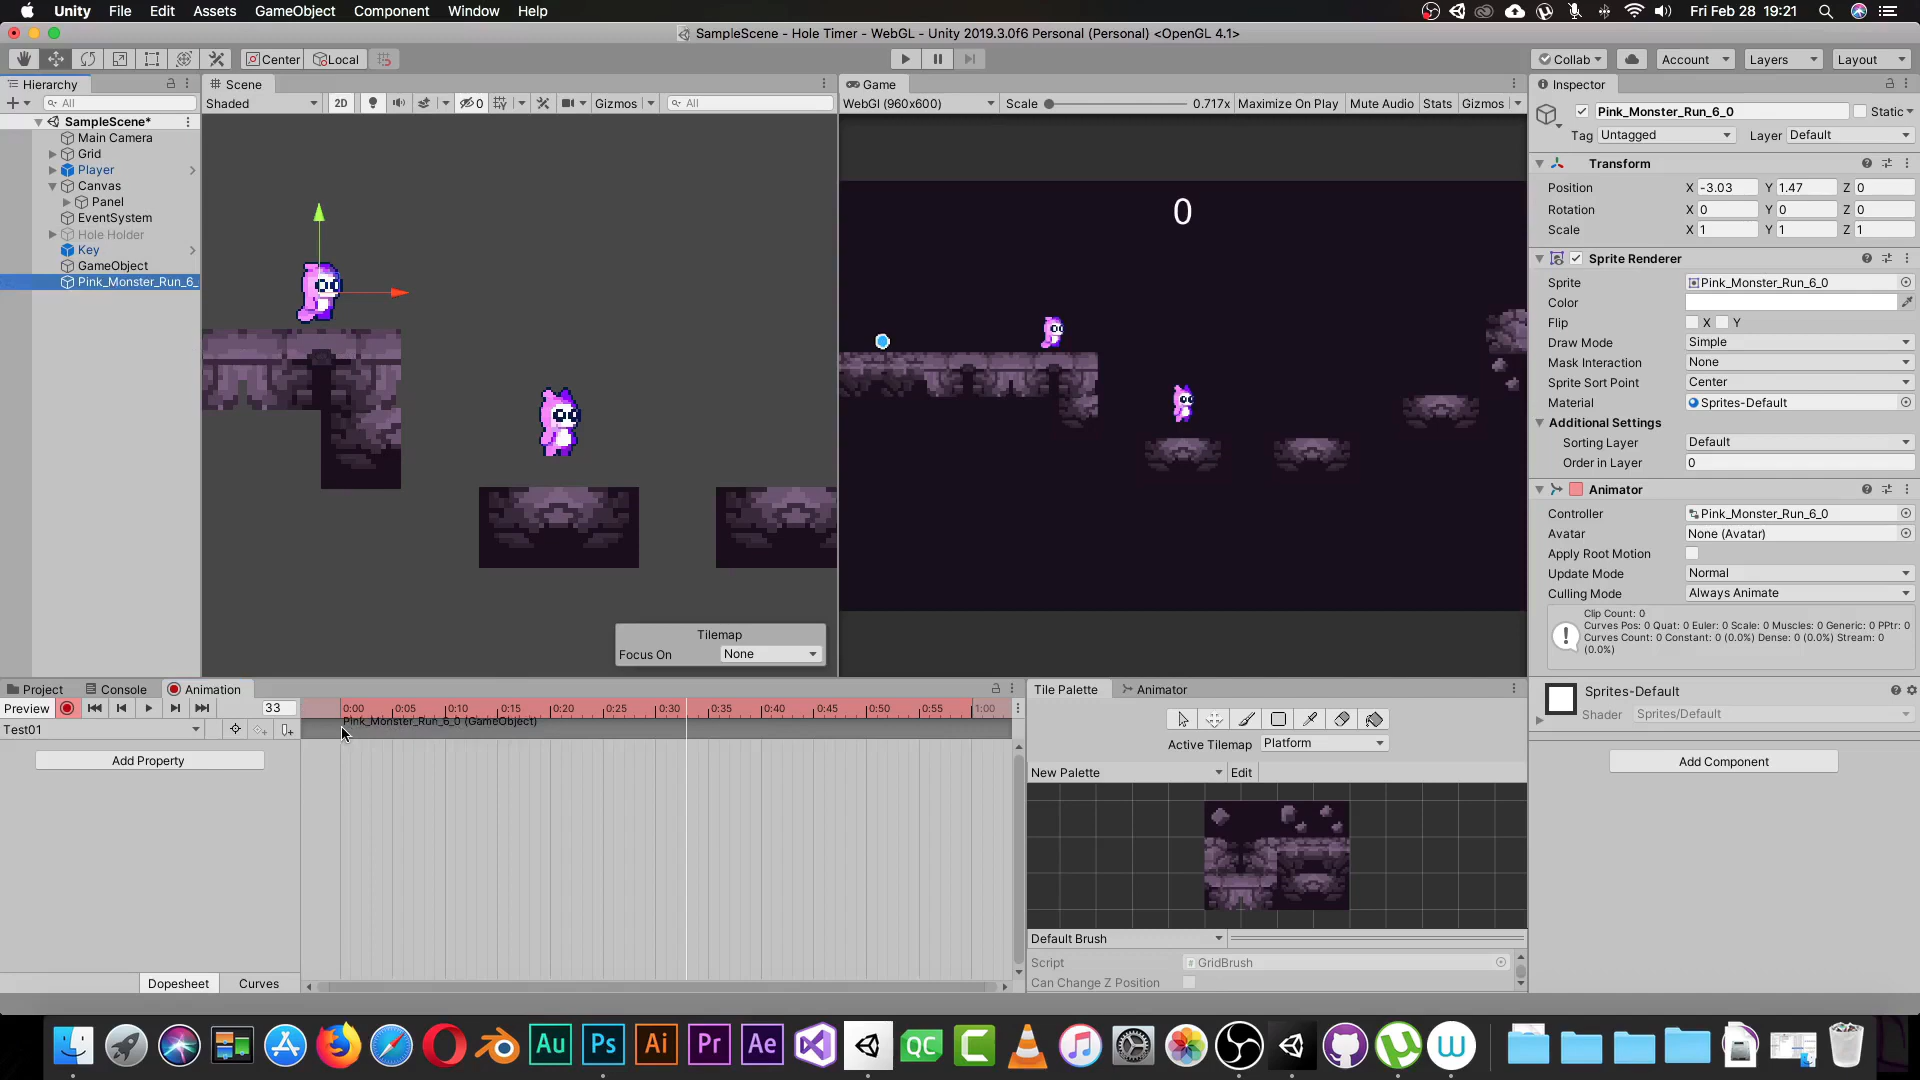 Unity File Edit Assets GameObject Component Window Help Fri Feb 28 19:21
SampleScene - Hole Timer - WebGL - Unity 2019.3.0f6 Personal (Personal) <OpenGL 4.1>
Center Local Collab Account Layers Layout
Hierarchy
All
SampleScene*
Main Camera
Grid
Player
Canvas
Panel
EventSystem
Hole Holder
Key
GameObject
Pink_Monster_Run_6_
Scene
Shaded 2D 0 Gizmos All
Tilemap
Focus On None
Game
WebGl (960x600) Scale 0.717x Maximize On Play Mute Audio Stats Gizmos
0
Inspector
Pink_Monster_Run_6_0 Static
Tag Untagged Layer Default
Transform
Position X -3.03 Y 1.47 Z 0
Rotation X 0 Y 0 Z 0
Scale X 1 Y 1 Z 1
Sprite Renderer
Sprite Pink_Monster_Run_6_0
Color
Flip X Y
Draw Mode Simple
Mask Interaction None
Sprite Sort Point Center
Material Sprites-Default
Additional Settings
Sorting Layer Default
Order in Layer 0
Animator
Controller Pink_Monster_Run_6_0
Avatar None (Avatar)
Apply Root Motion
Update Mode Normal
Culling Mode Always Animate
Clip Count: 0
Curves Pos: 0 Quat: 0 Euler: 0 Scale: 0 Muscles: 0 Generic: 0 PPtr: 0
Curves Count: 0 Constant: 0 (0.0%) Dense: 0 (0.0%) Stream: 0
(0.0%)
Sprites-Default
Shader Sprites/Default
Add Component
Project Console Animation
Preview 33
0:00 0:05 0:10 0:15 0:20 0:25 0:30 0:35 0:40 0:45 0:50 0:55 1:00
Pink_Monster_Run_6_0 (GameObject)
Test01
Add Property
Dopesheet Curves
Tile Palette Animator
Active Tilemap Platform
New Palette Edit
Default Brush
Script GridBrush
Can Change Z Position
Au Ps Ai Pr Ae QC C W